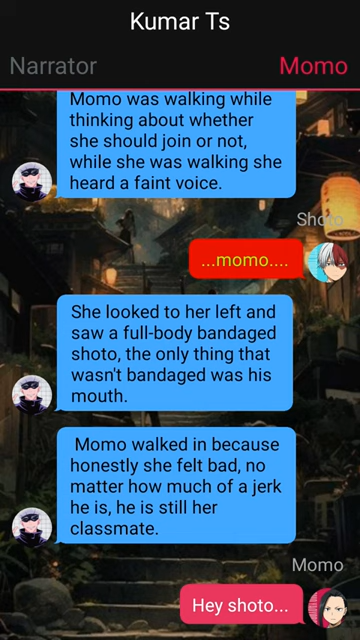 Kumar Ts
Narrator
Momo
Momo was walking while
thinking about whether
she should join or not,
while she was walking she
heard a faint voice.
Shoto
...momo....
She looked to her left and
saw a full-body bandaged
shoto, the only thing that
wasn't bandaged was his
mouth.
Momo walked in because
honestly she felt bad, no
matter how much of a jerk
he is, he is still her
classmate.
Momo
Hey shoto...